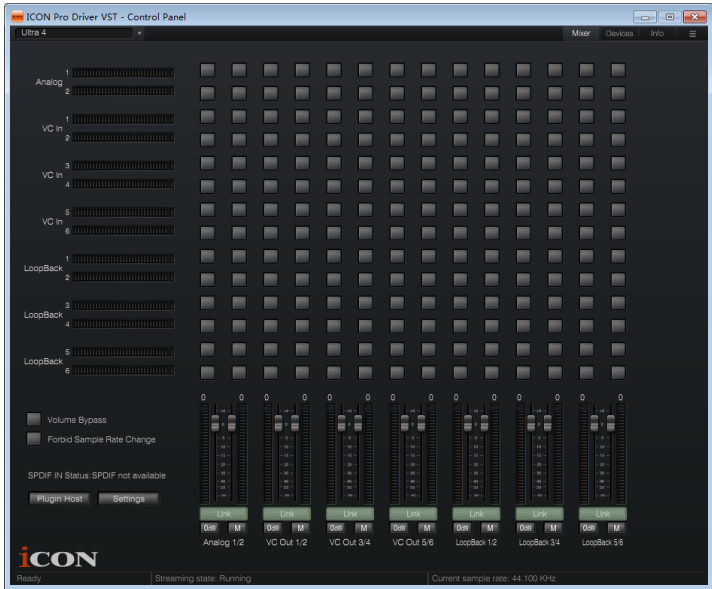 iCON ICON Pro Driver VST - Control Panel
Ultra 4 Mixer Devices Info
Analog 1
2
VC In 1
2
VC In 3
4
VC In 5
6
LoopBack 1
2
LoopBack 3
4
LoopBack 5
6
0 0 0 0 0 0 0 0 0 0 0 0 0 0
Volume Bypass
Forbid Sample Rate Change
SPDIF IN Status:SPDIF not available
Plugin Host Settings
Link Link Link Link Link Link Link
0dB M 0dB M 0dB M 0dB M 0dB M 0dB M 0dB M
Analog 1/2 VC Out 1/2 VC Out 3/4 VC Out 5/6 LoopBack 1/2 LoopBack 3/4 LoopBack 5/6
iCON
Ready Streaming state: Running Current sample rate: 44.100 KHz